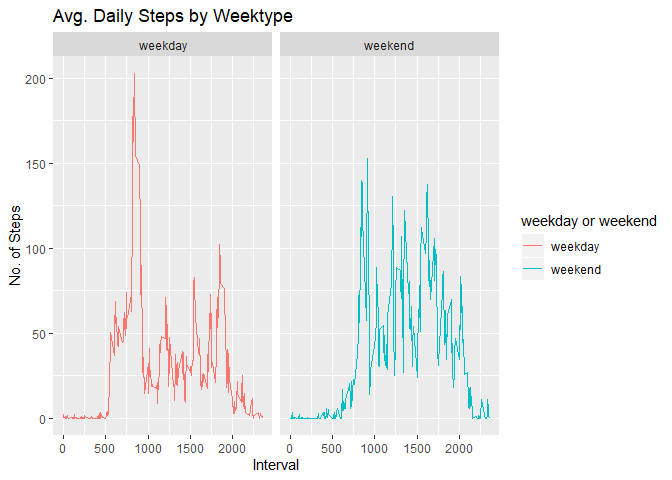 Avg. Daily Steps by Weektype
weekday
weekend
200
150
100
50
0
No. of Steps
0 500 1000 1500 2000
0 500 1000 1500 2000
Interval
weekday or weekend
weekday
weekend